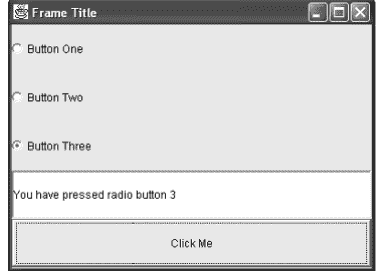 Frame Title
Button One
Button Two
Button Three
You have pressed radio button 3
Click Me